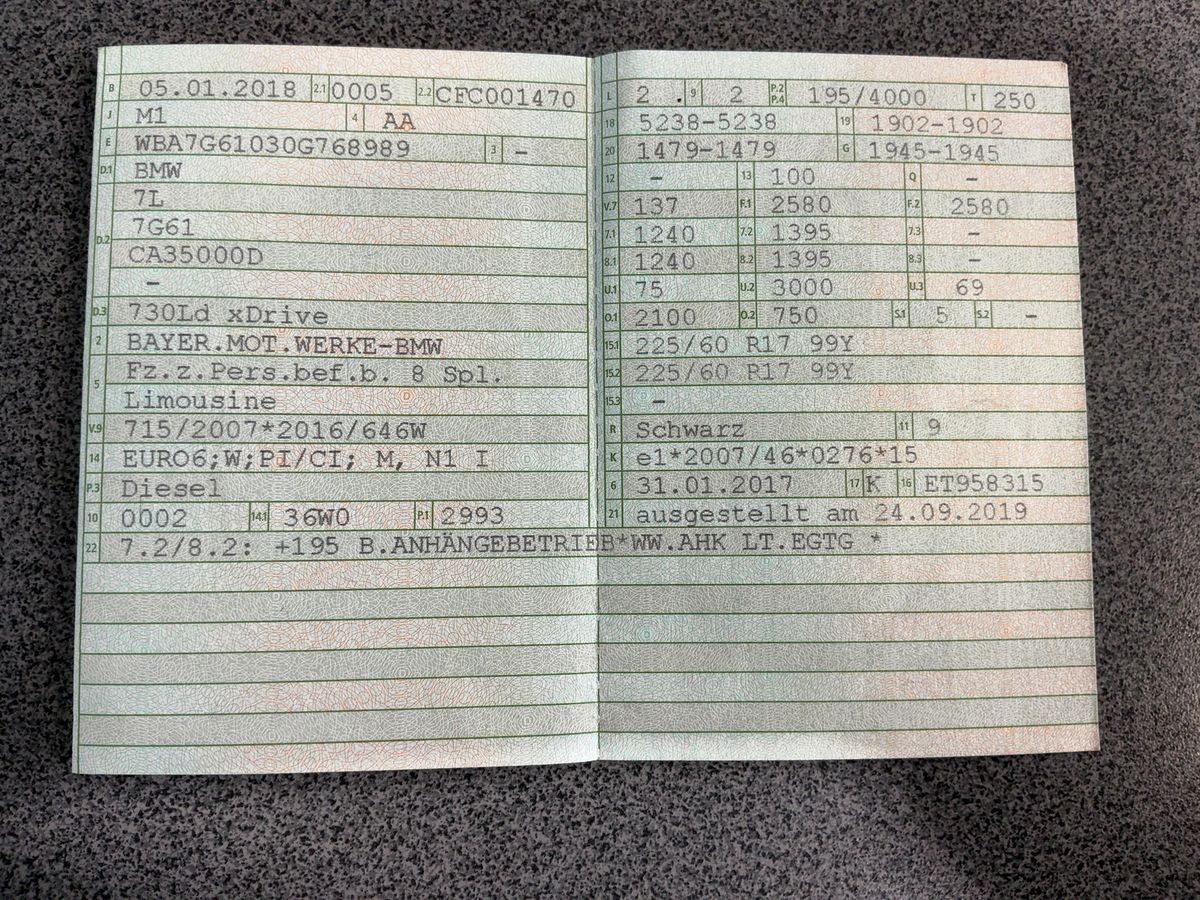 B 05.01.2018 2.1 0005 2.2 CFC001470
J M1 4 AA
E WBA7G61030G768989 3 –
D.1 BMW
7L
D.2 7G61
CA35000D
–
D.3 730Ld xDrive
2 BAYER.MOT.WERKE-BMW
5 Fz.z.Pers.bef.b. 8 Spl.
Limousine
V.9 715/2007*2016/646W
14 EURO6;W;PI/CI; M, N1 I
P.3 Diesel
10 0002 14.1 36W0 P.1 2993
L 2 . 9 2 P.2 P.4 195/4000 T 250
18 5238-5238 19 1902-1902
20 1479-1479 G 1945-1945
12 – 13 100 Q –
V.7 137 F.1 2580 F.2 2580
7.1 1240 7.2 1395 7.3 –
8.1 1240 8.2 1395 8.3 –
U.1 75 U.2 3000 U.3 69
O.1 2100 O.2 750 S.1 5 S.2 –
15.1 225/60 R17 99Y
15.2 225/60 R17 99Y
15.3 –
R Schwarz 11 9
K e1*2007/46*0276*15
6 31.01.2017 17 K 16 ET958315
21 ausgestellt am 24.09.2019
22 7.2/8.2: +195 B.ANHÄNGEBETRIEB*WW.AHK LT.EGTG *